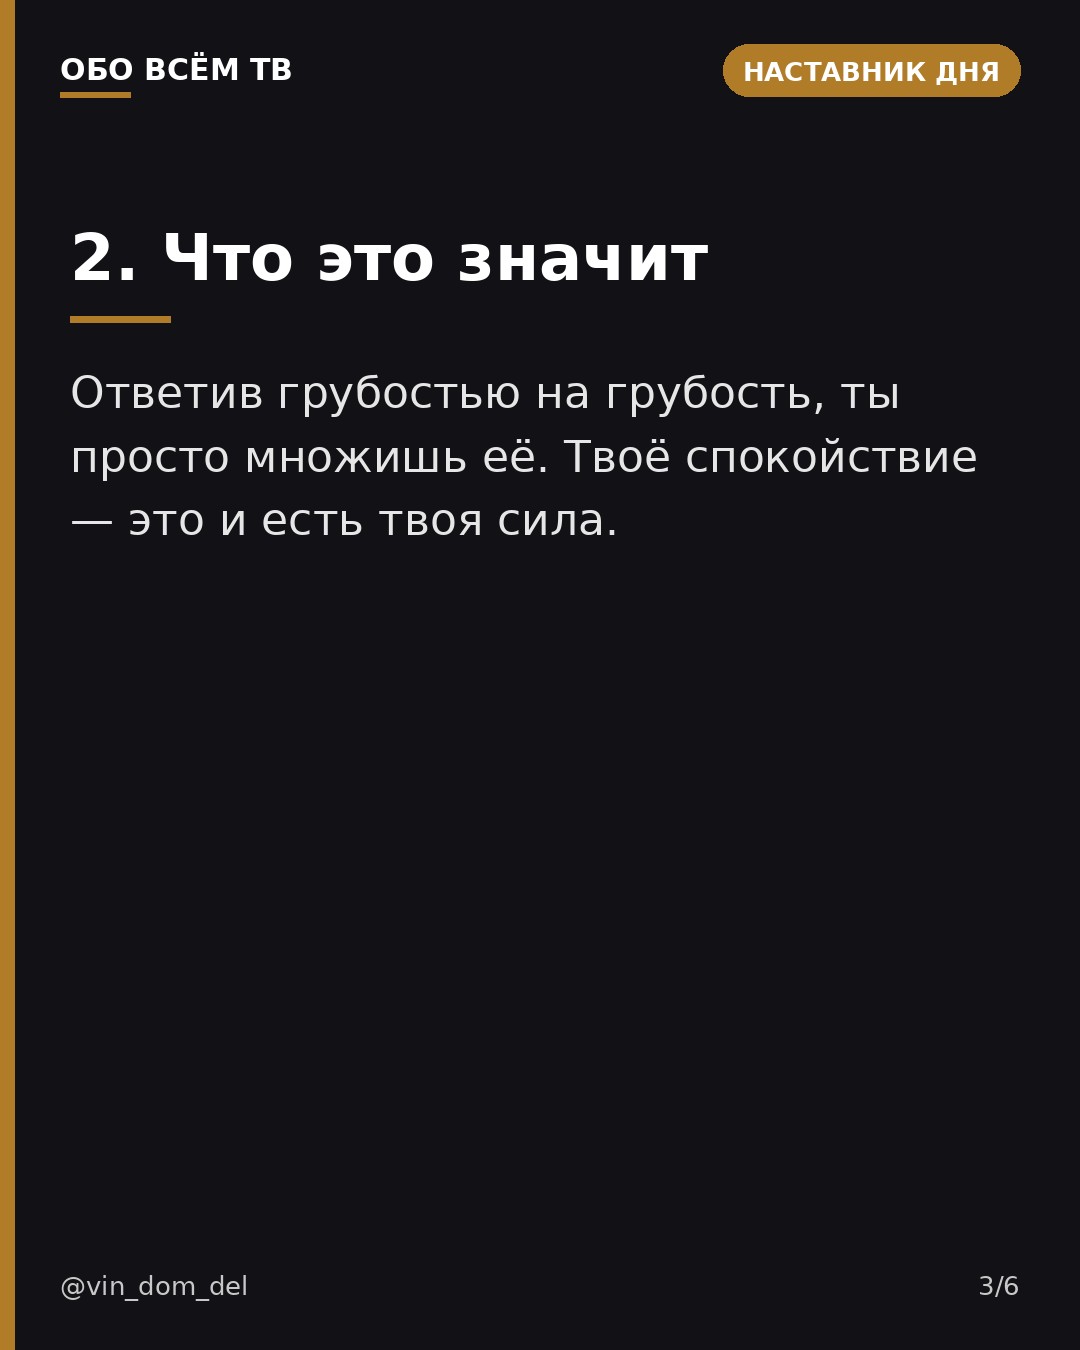 ОБО ВСЁМ ТВ
НАСТАВНИК ДНЯ
2. Что это значит
Ответив грубостью на грубость, ты
просто множишь её. Твоё спокойствие
— это и есть твоя сила.
@vin_dom_del
3/6